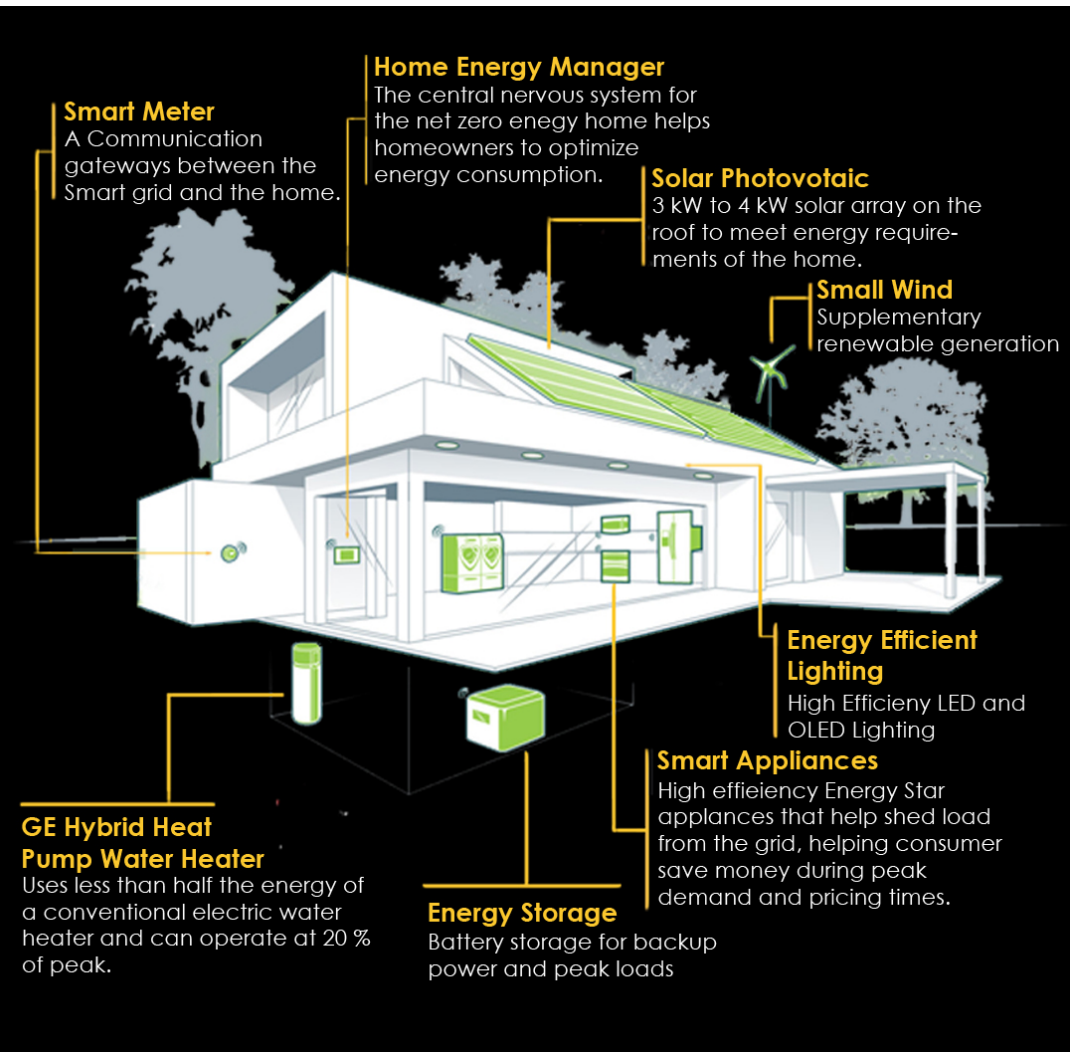 Home Energy Manager
The central nervous system for
the net zero enegy home helps
homeowners to optimize
energy consumption.
Smart Meter
A Communication
gateways between the
Smart grid and the home.
Solar Photovotaic
3 kW to 4 kW solar array on the
roof to meet energy require-
ments of the home.
Small Wind
Supplementary
renewable generation
Energy Efficient
Lighting
High Efficieny LED and
OLED Lighting
Smart Appliances
High effieiency Energy Star
appliances that help shed load
from the grid, helping consumer
save money during peak
demand and pricing times.
GE Hybrid Heat
Pump Water Heater
Uses less than half the energy of
a conventional electric water
heater and can operate at 20 %
of peak.
Energy Storage
Battery storage for backup
power and peak loads